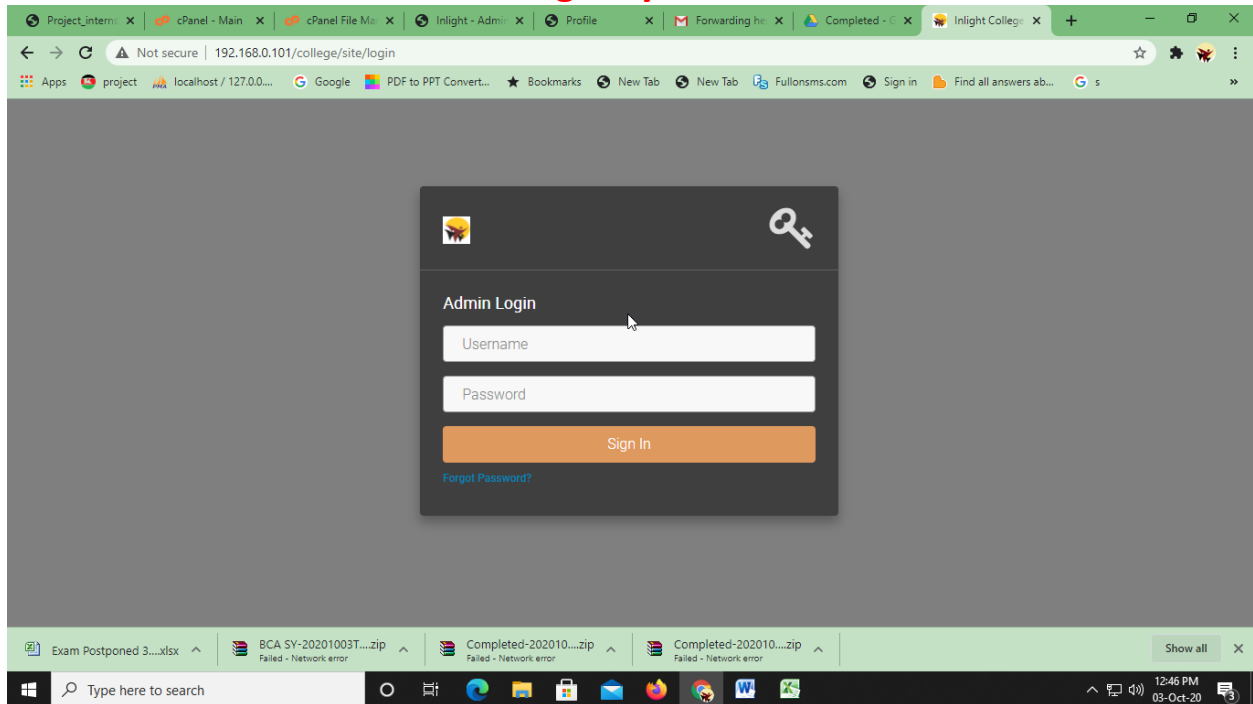 Project_intern:
cPanel - Main
cPanel File Ma
Inlight - Admin
Profile
Forwarding he
Completed - G
Inlight College
Not secure | 192.168.0.101/college/site/login
Apps
project
localhost / 127.0.0....
Google
PDF to PPT Convert...
Bookmarks
New Tab
New Tab
Fullonsms.com
Sign in
Find all answers ab...
s
»
Admin Login
Username
Password
Sign In
Forgot Password?
Exam Postponed 3....xlsx
BCA SY-20201003T....zip
Failed - Network error
Completed-202010....zip
Failed - Network error
Completed-202010....zip
Failed - Network error
Show all
Type here to search
12:46 PM
03-Oct-20
3